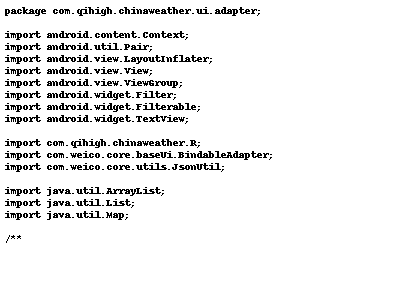 package com.qihigh.chinaweather.ui.adapter;

import android.content.Context;
import android.util.Pair;
import android.view.LayoutInflater;
import android.view.View;
import android.view.ViewGroup;
import android.widget.Filter;
import android.widget.Filterable;
import android.widget.TextView;

import com.qihigh.chinaweather.R;
import com.weico.core.baseUi.BindableAdapter;
import com.weico.core.utils.JsonUtil;

import java.util.ArrayList;
import java.util.List;
import java.util.Map;

/**